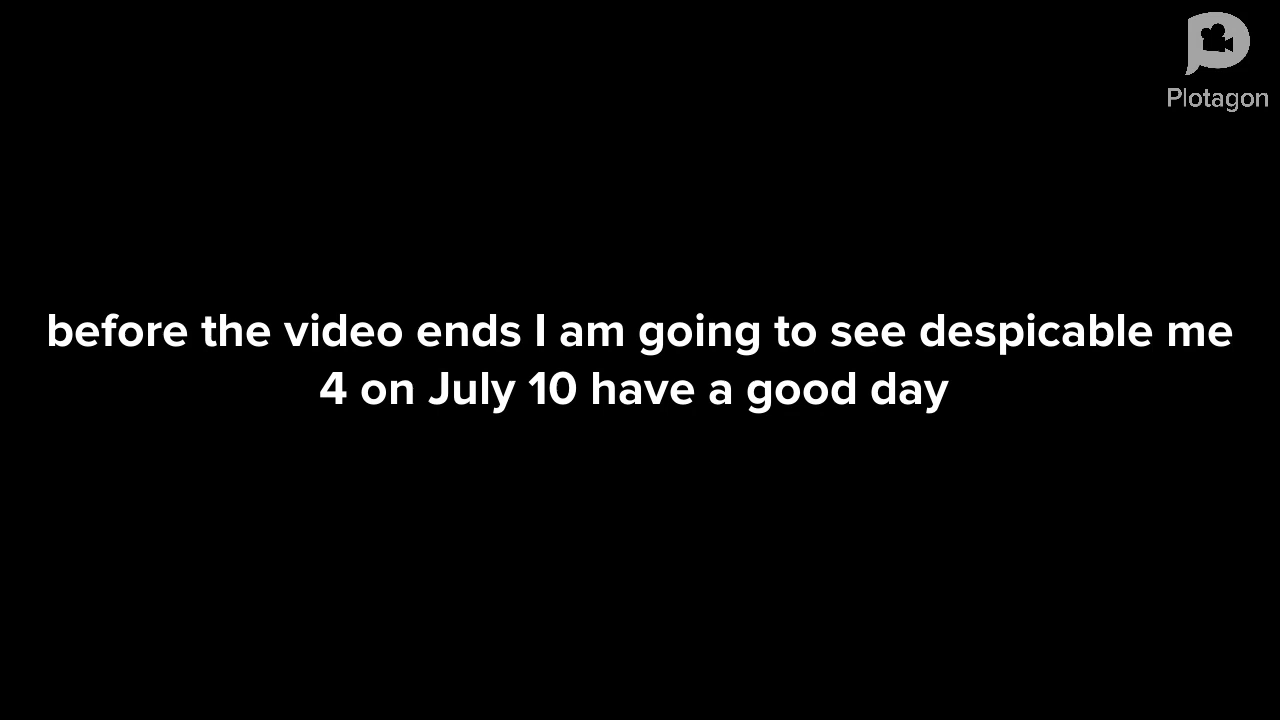 Plotagon
before the video ends I am going to see despicable me
4 on July 10 have a good day